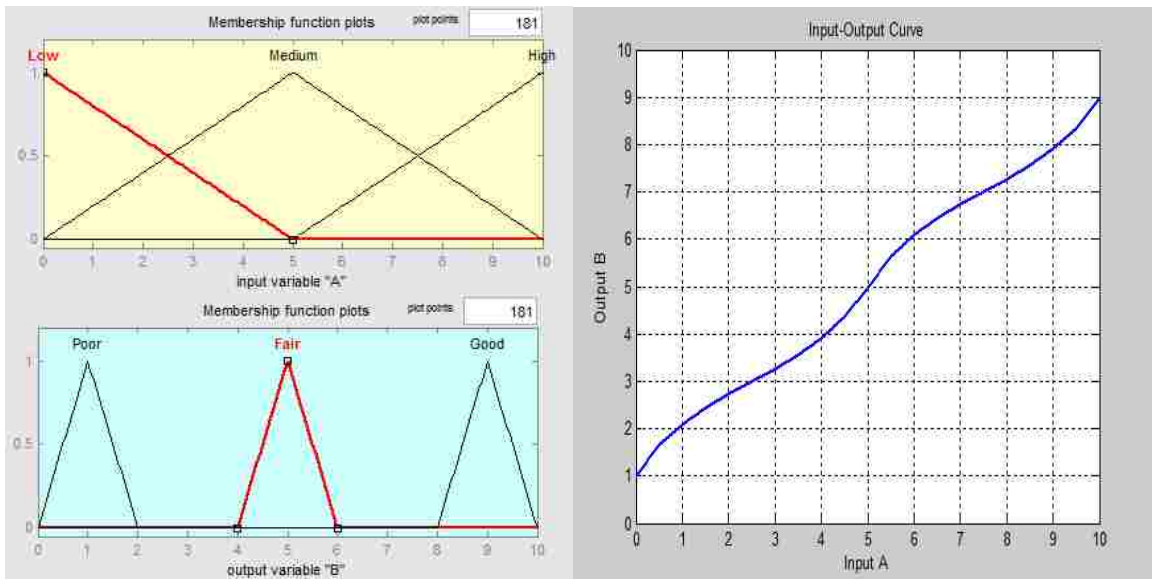 Membership function plots plot points: 181
Low Medium High
1
0.5
0
0 1 2 3 4 5 6 7 8 9 10
input variable "A"
Membership function plots plot points: 181
Poor Fair Good
1
0.5
0
0 1 2 3 4 5 6 7 8 9 10
output variable "B"
Input-Output Curve
10
9
8
7
6
5
4
3
2
1
0
Output B
0 1 2 3 4 5 6 7 8 9 10
Input A